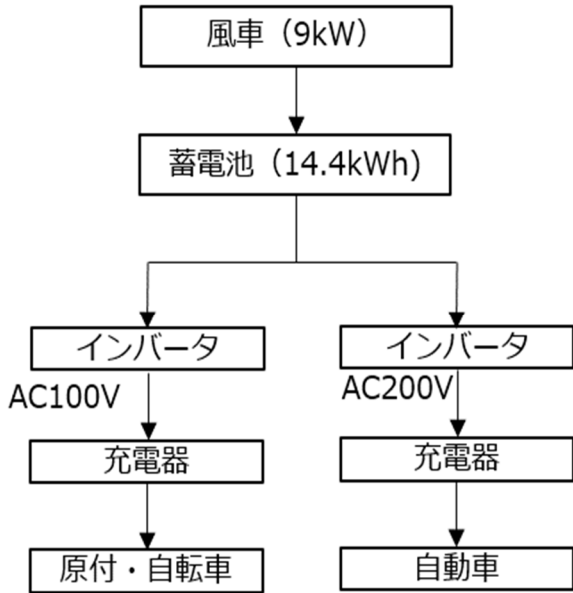 風車（9kW）
蓄電池（14.4kWh)
インバータ
インバータ
AC100V
AC200V
充電器
充電器
原付・自転車
自動車